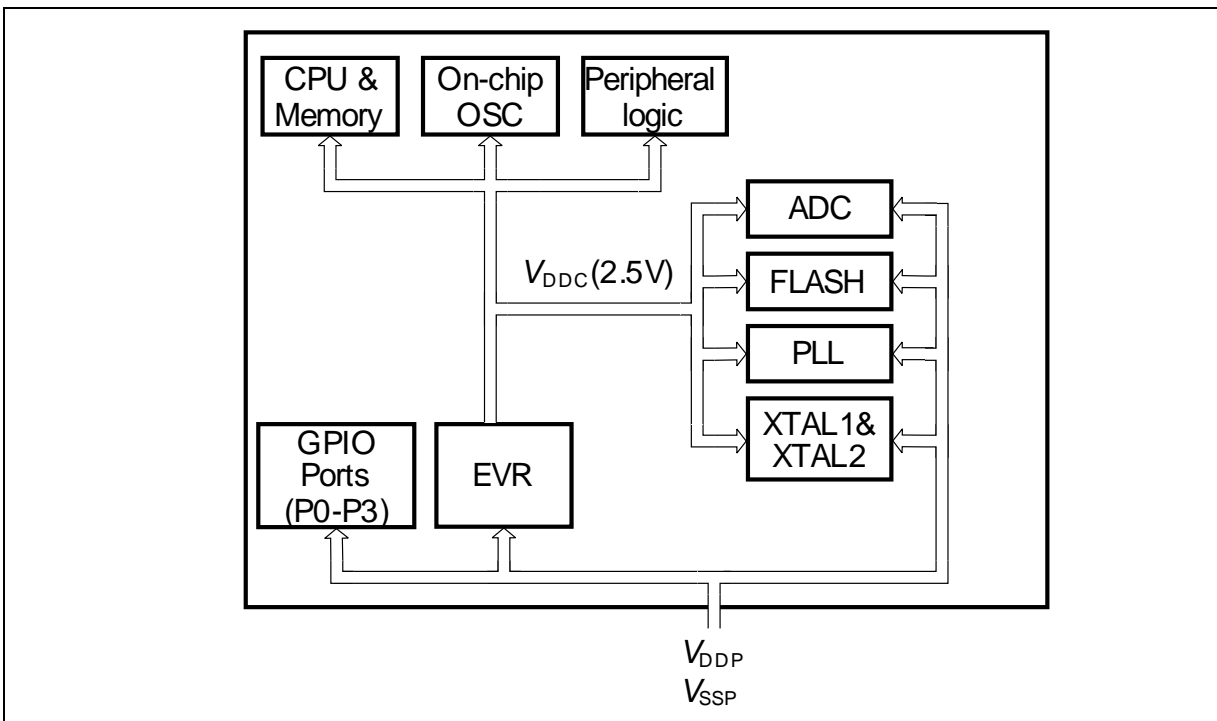 CPU &
Memory
On-chip
OSC
Peripheral
logic
ADC
VDDC(2.5V)
FLASH
PLL
XTAL1&
XTAL2
GPIO
Ports
(P0-P3)
EVR
VDDP
VSSP